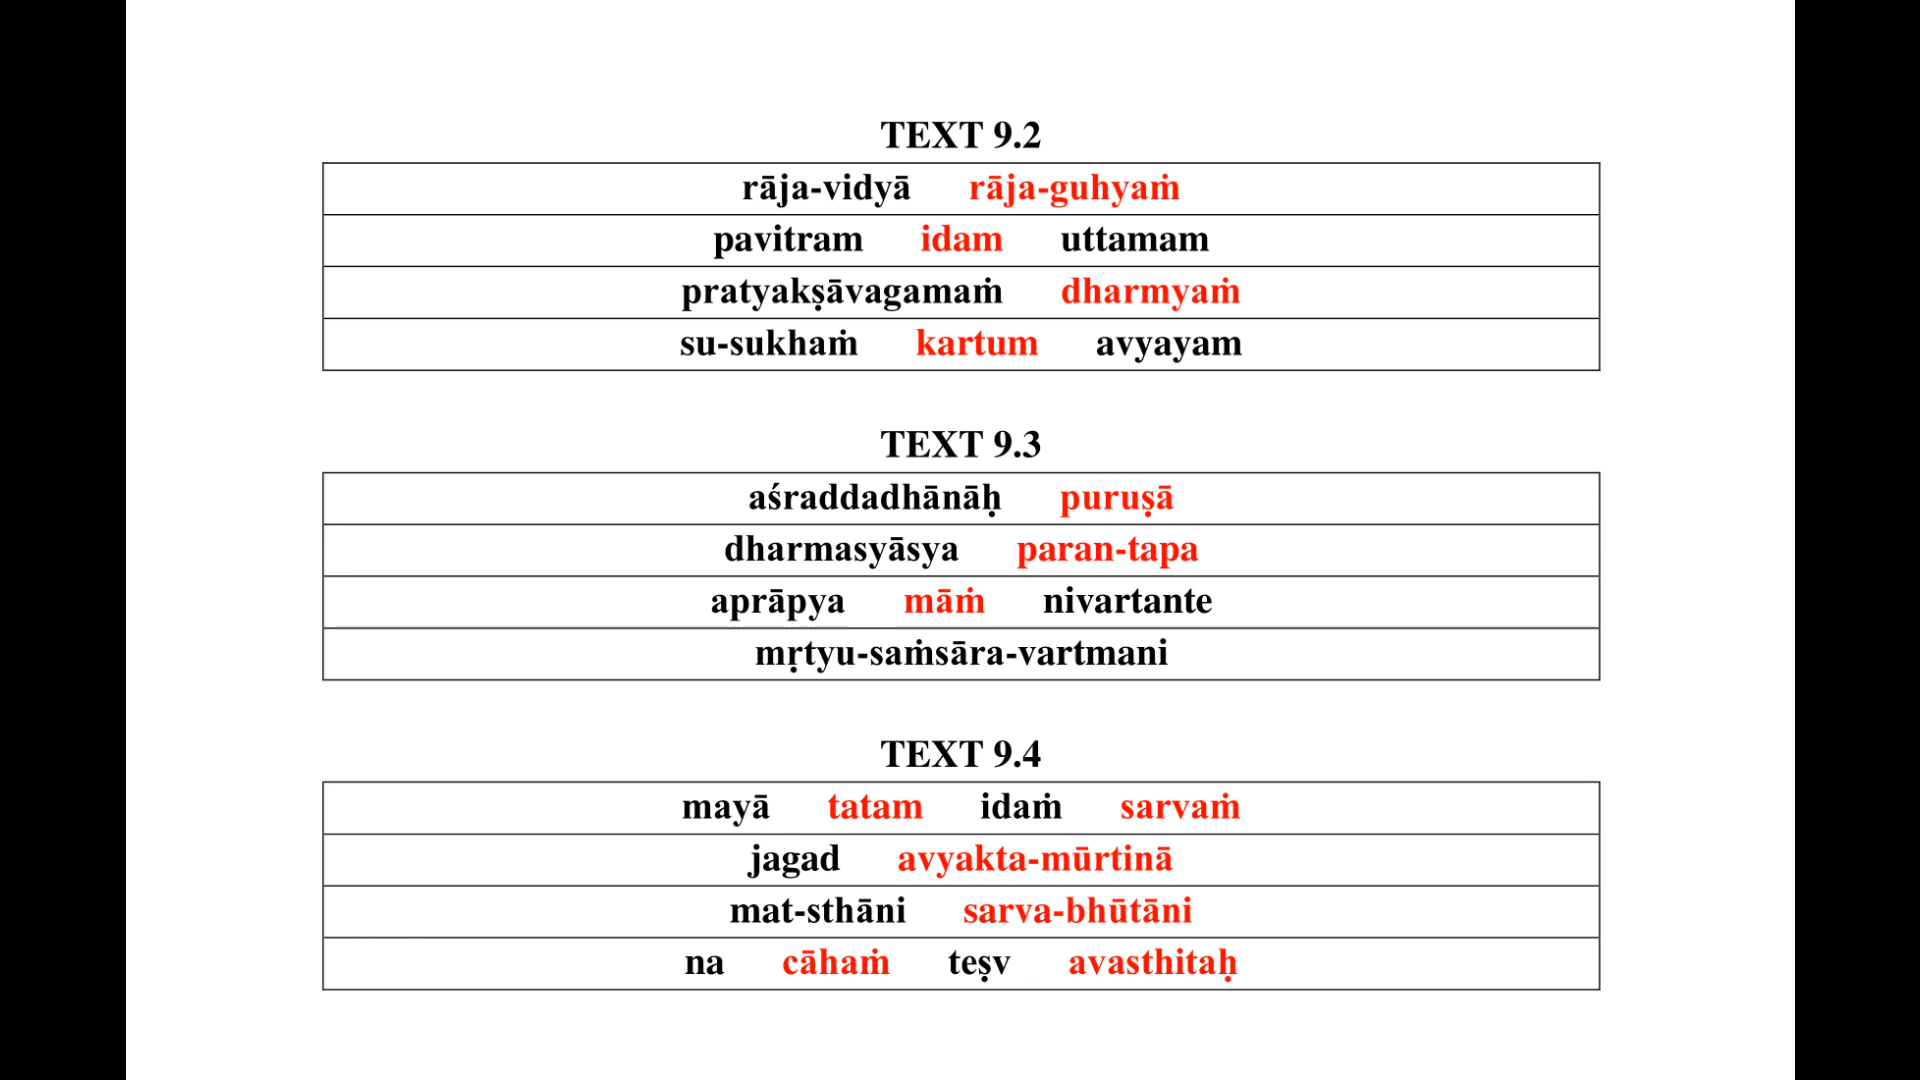 TEXT 9.2
rāja-vidyā rāja-guhyaṁ
pavitram idam uttamam
pratyakṣāvagamaṁ dharmyaṁ
su-sukhaṁ kartum avyayam
TEXT 9.3
aśraddadhānāḥ puruṣā
dharmasyāsya paran-tapa
aprāpya māṁ nivartante
mṛtyu-saṁsāra-vartmani
TEXT 9.4
mayā tatam idaṁ sarvaṁ
jagad avyakta-mūrtinā
mat-sthāni sarva-bhūtāni
na cāhaṁ teṣv avasthitaḥ